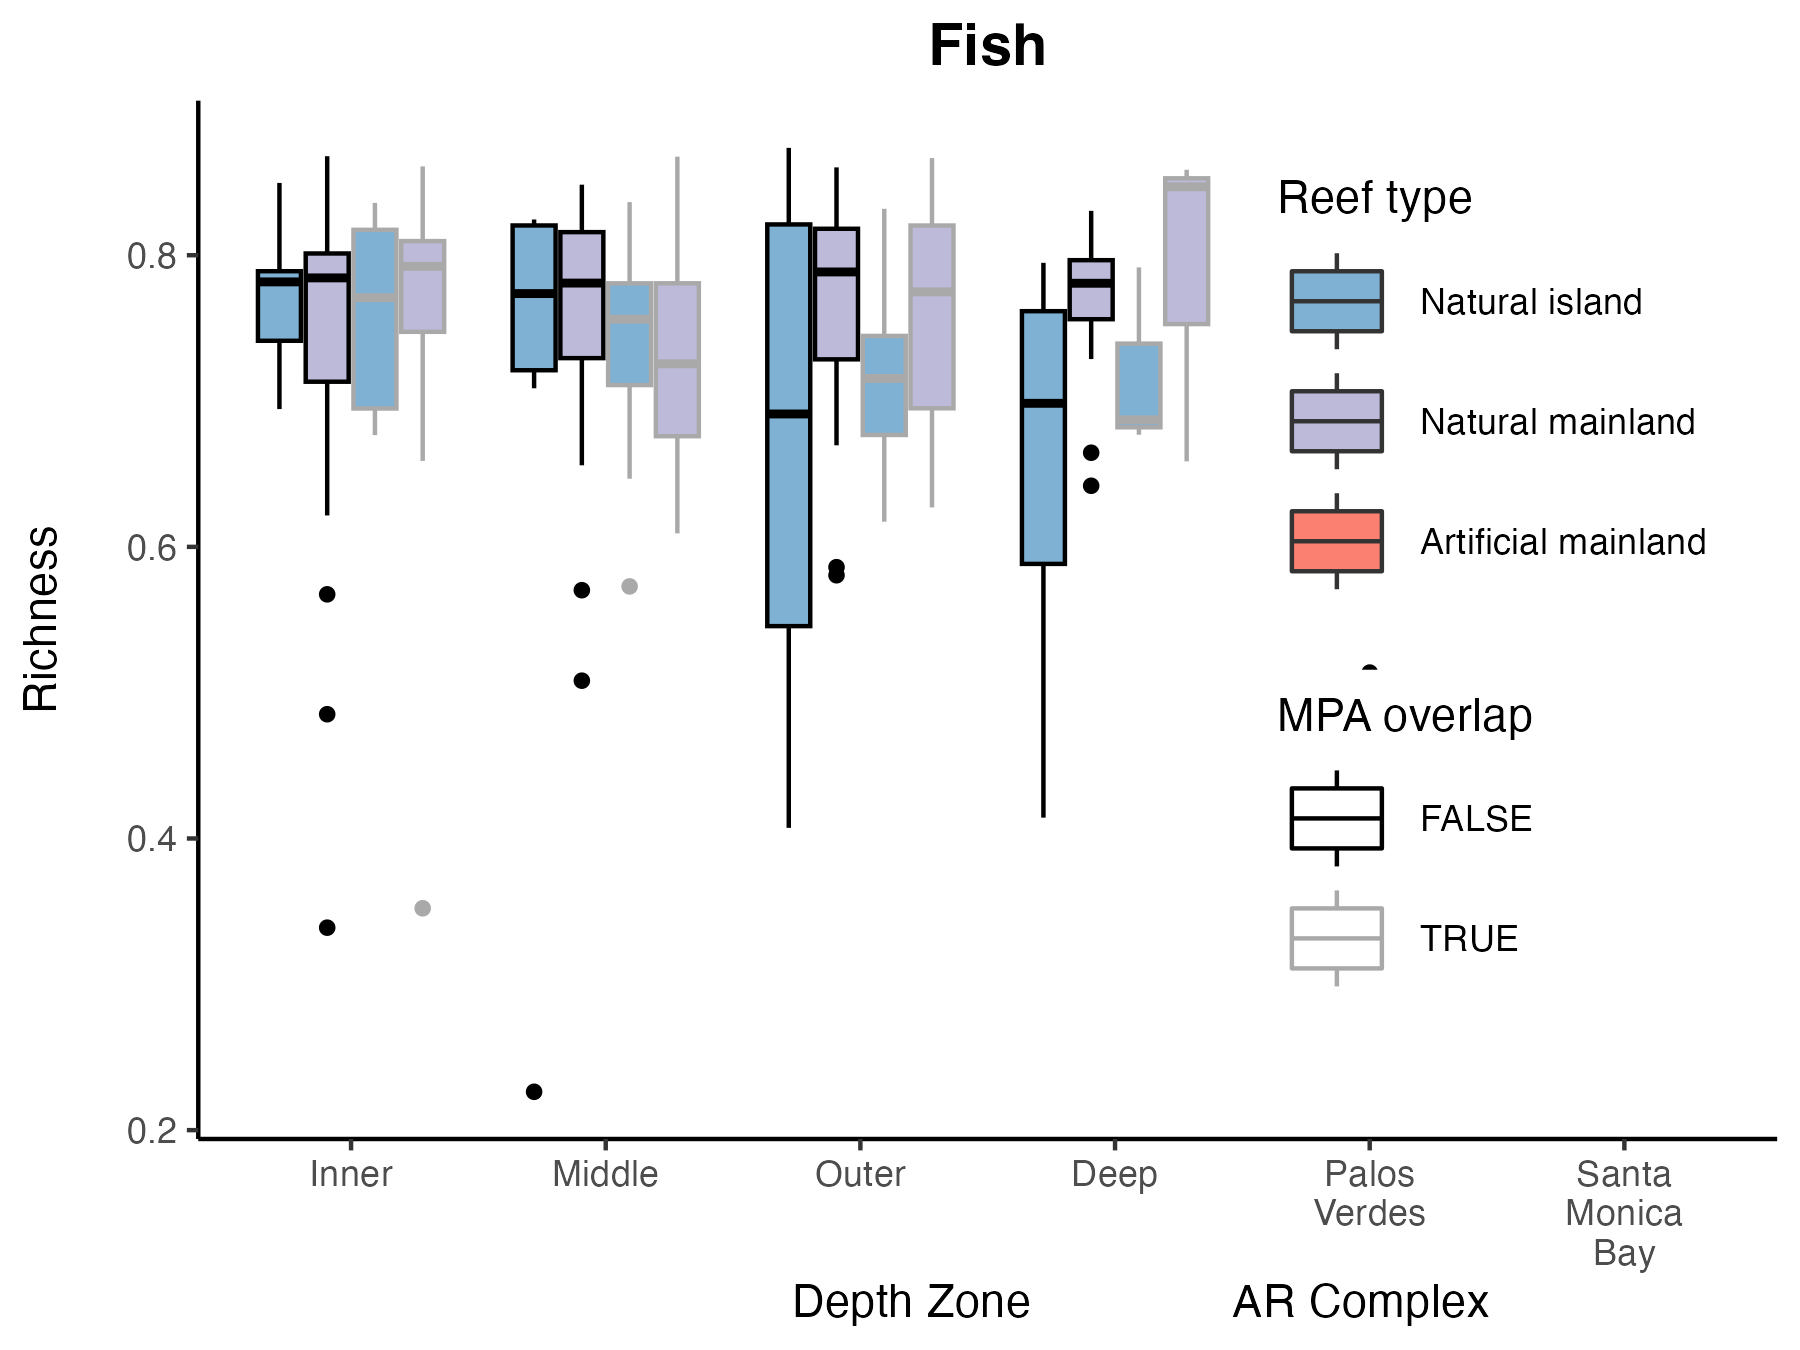 Fish
Richness
0.8
0.6
0.4
0.2
Reef type
Natural island
Natural mainland
Artificial mainland
MPA overlap
FALSE
TRUE
Inner
Middle
Outer
Deep
Palos
Verdes
Santa
Monica
Bay
Depth Zone
AR Complex